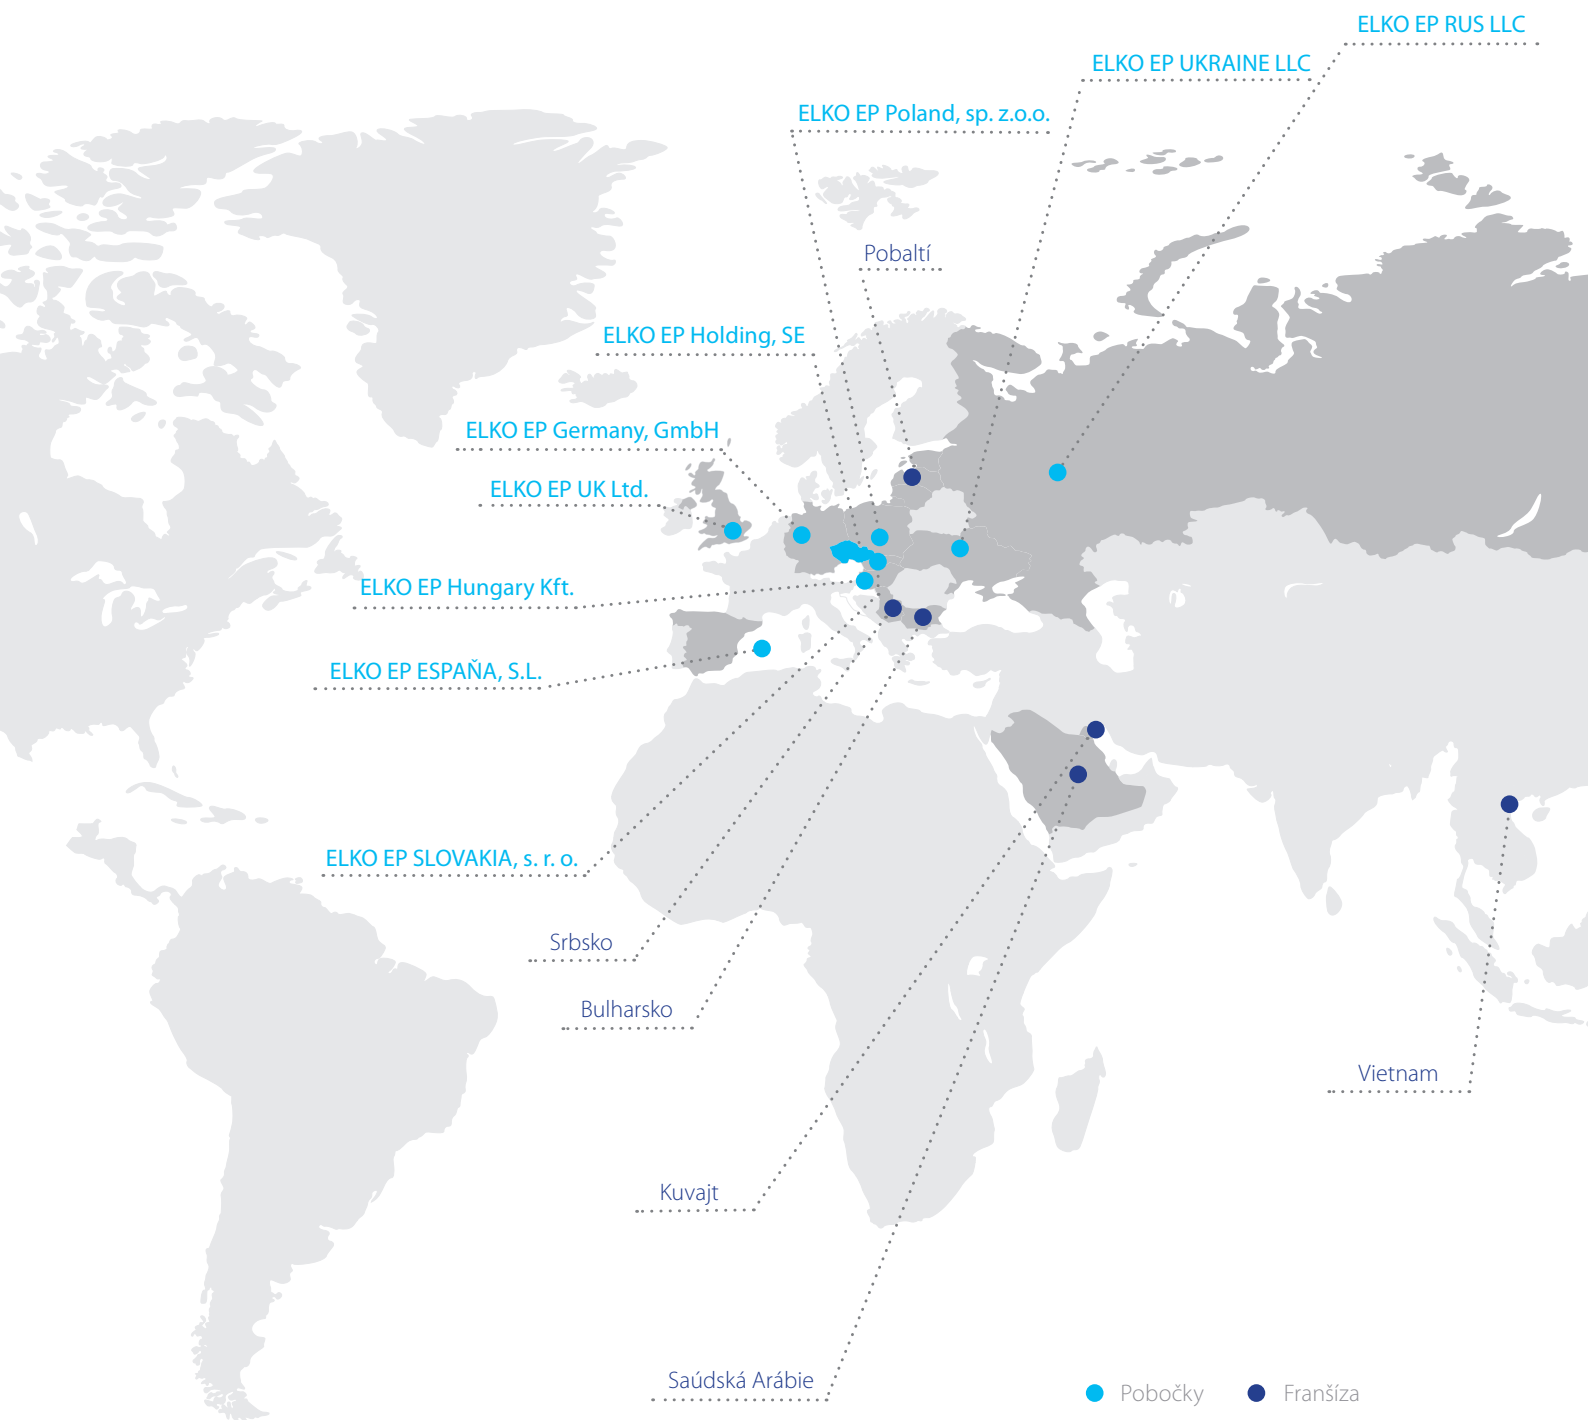 ELKO EP RUS LLC
ELKO EP UKRAINE LLC
ELKO EP Poland, sp. z.o.o.
Pobaltí
ELKO EP Holding, SE
ELKO EP Germany, GmbH
ELKO EP UK Ltd.
ELKO EP Hungary Kft.
ELKO EP ESPAŇA, S.L.
ELKO EP SLOVAKIA, s. r. o.
Srbsko
Bulharsko
Vietnam
Kuvajt
Saúdská Arábie
Pobočky
Franšíza